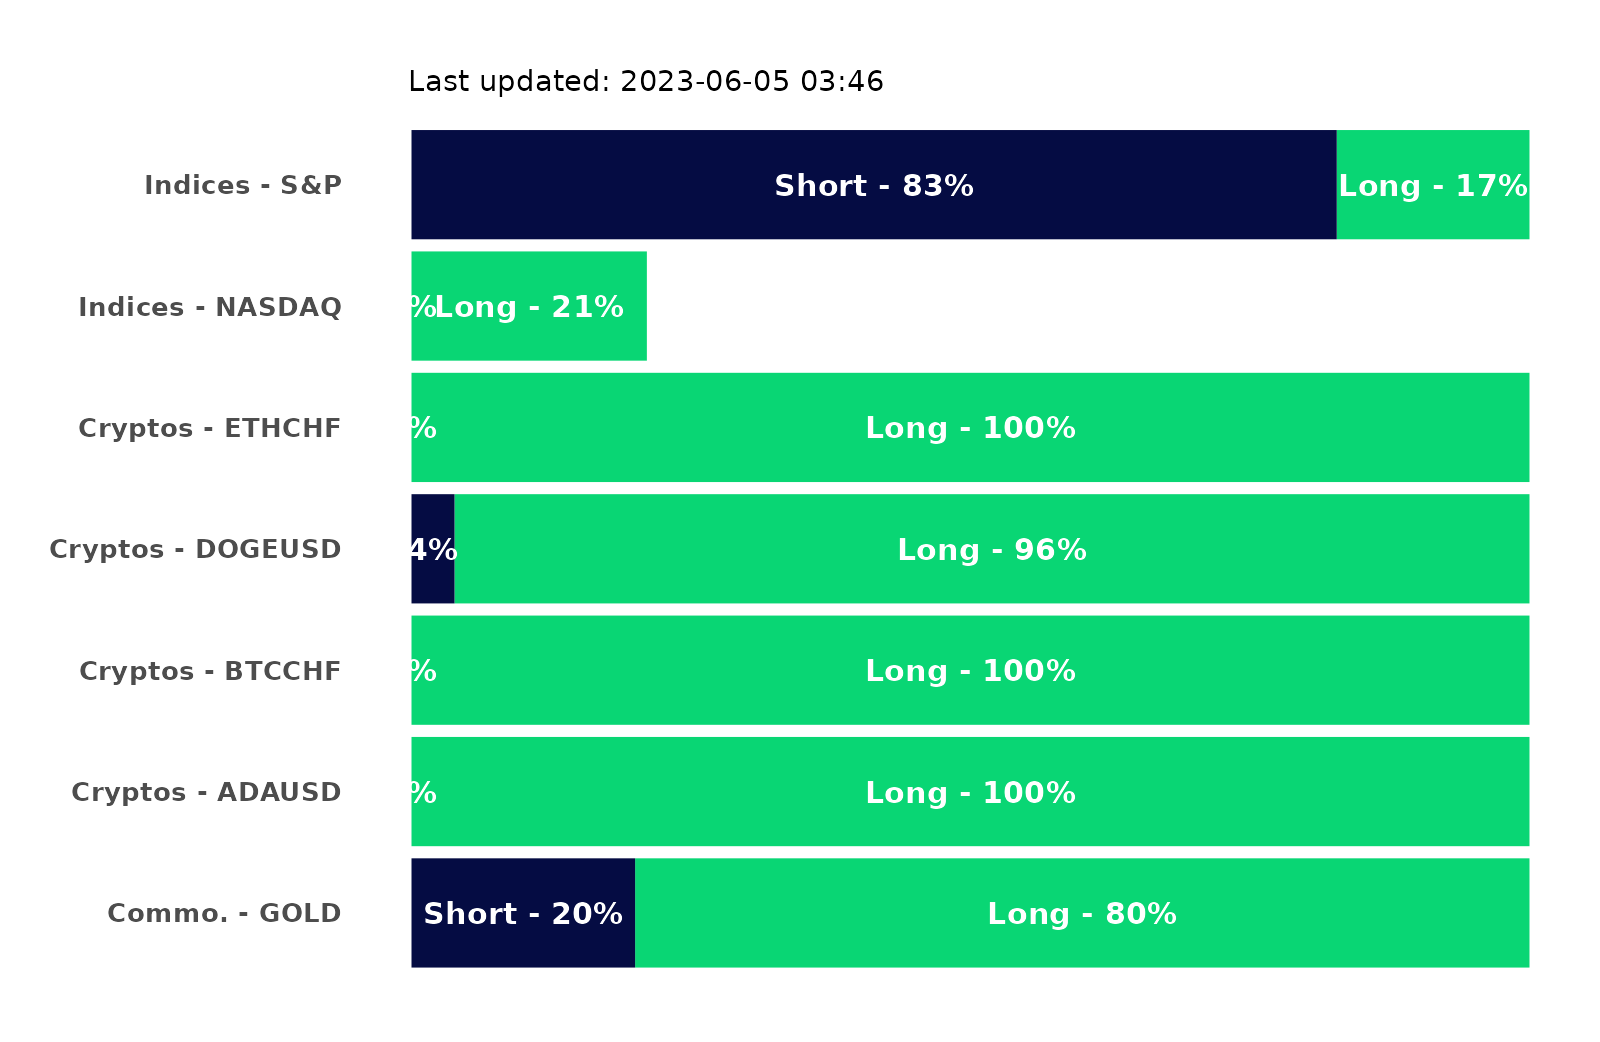 Last updated: 2023-06-05 03:46
Indices - S&P Short - 83% Long - 17%
Indices - NASDAQ % Long - 21%
Cryptos - ETHCHF % Long - 100%
Cryptos - DOGEUSD 4% Long - 96%
Cryptos - BTCCHF % Long - 100%
Cryptos - ADAUSD % Long - 100%
Commo. - GOLD Short - 20% Long - 80%